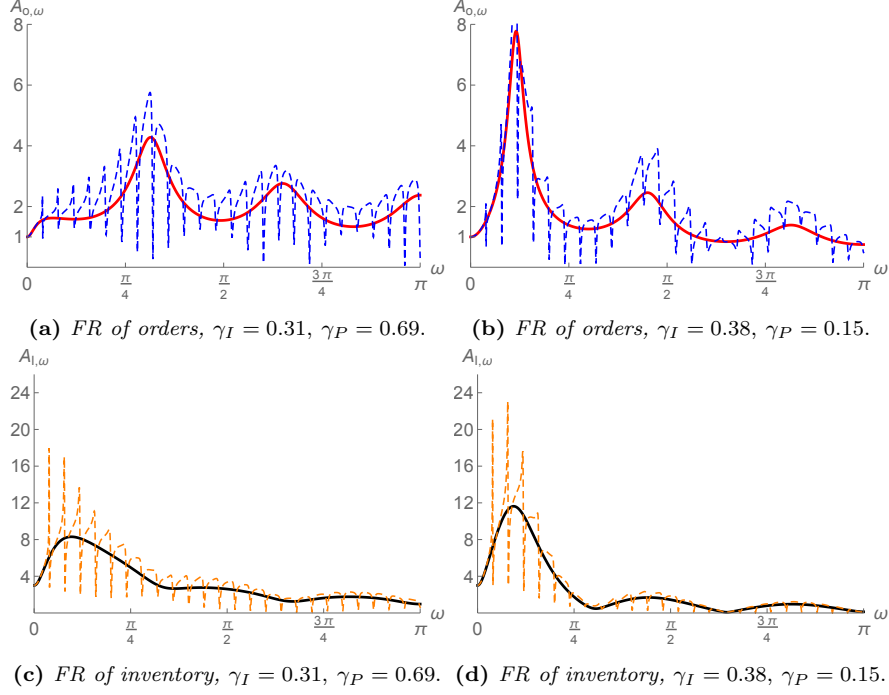 A_{o,ω}
8
6
4
2
1
0
π/4
π/2
3π/4
π
ω
(a) FR of orders, γ_I = 0.31, γ_P = 0.69.
A_{o,ω}
8
6
4
2
1
0
π/4
π/2
3π/4
π
ω
(b) FR of orders, γ_I = 0.38, γ_P = 0.15.
A_{I,ω}
24
20
16
12
8
4
0
π/4
π/2
3π/4
π
ω
(c) FR of inventory, γ_I = 0.31, γ_P = 0.69.
A_{I,ω}
24
20
16
12
8
4
0
π/4
π/2
3π/4
π
ω
(d) FR of inventory, γ_I = 0.38, γ_P = 0.15.